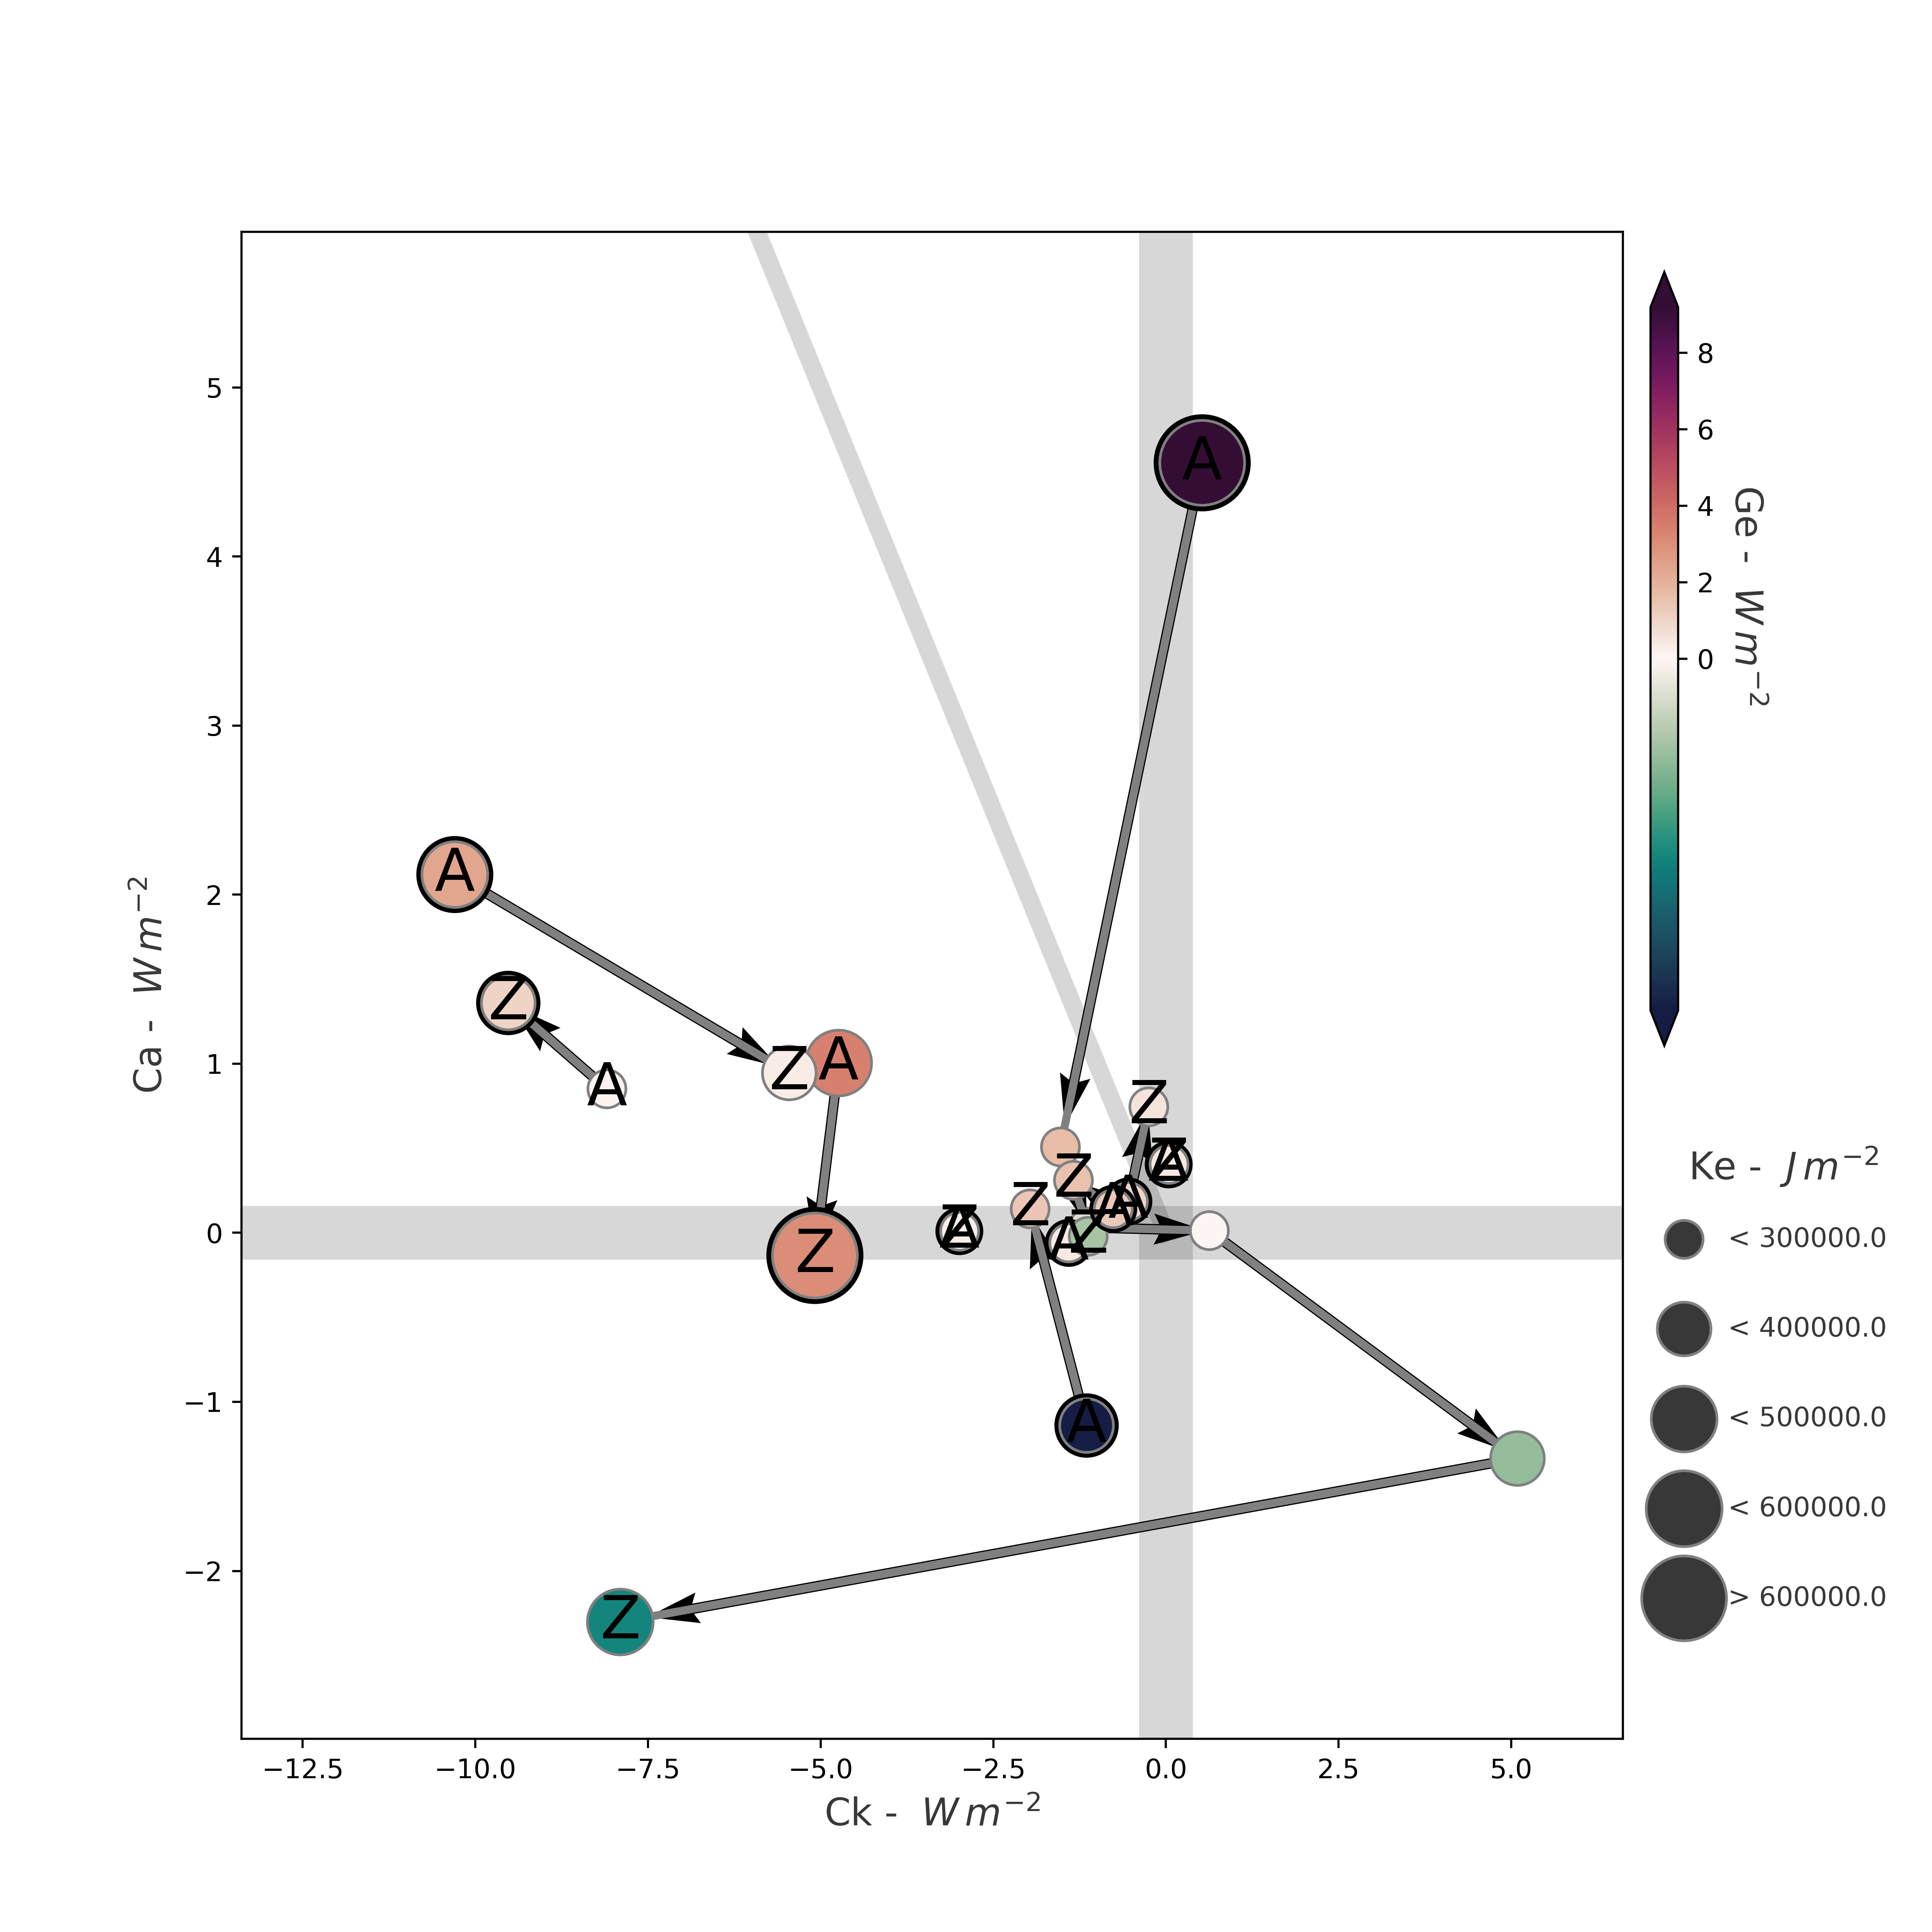 5
4
3
2
1
0
−1
−2
Ca - W m⁻²
−12.5 −10.0 −7.5 −5.0 −2.5 0.0 2.5 5.0
Ck - W m⁻²
A
A
Z
A
Z
A
Z
Z
Z
Z
A
Z
A
Z
A
A
A
Z
A
Z
A
Z
8
6
4
2
0
Ge - W m⁻²
Ke - J m⁻²
< 300000.0
< 400000.0
< 500000.0
< 600000.0
> 600000.0